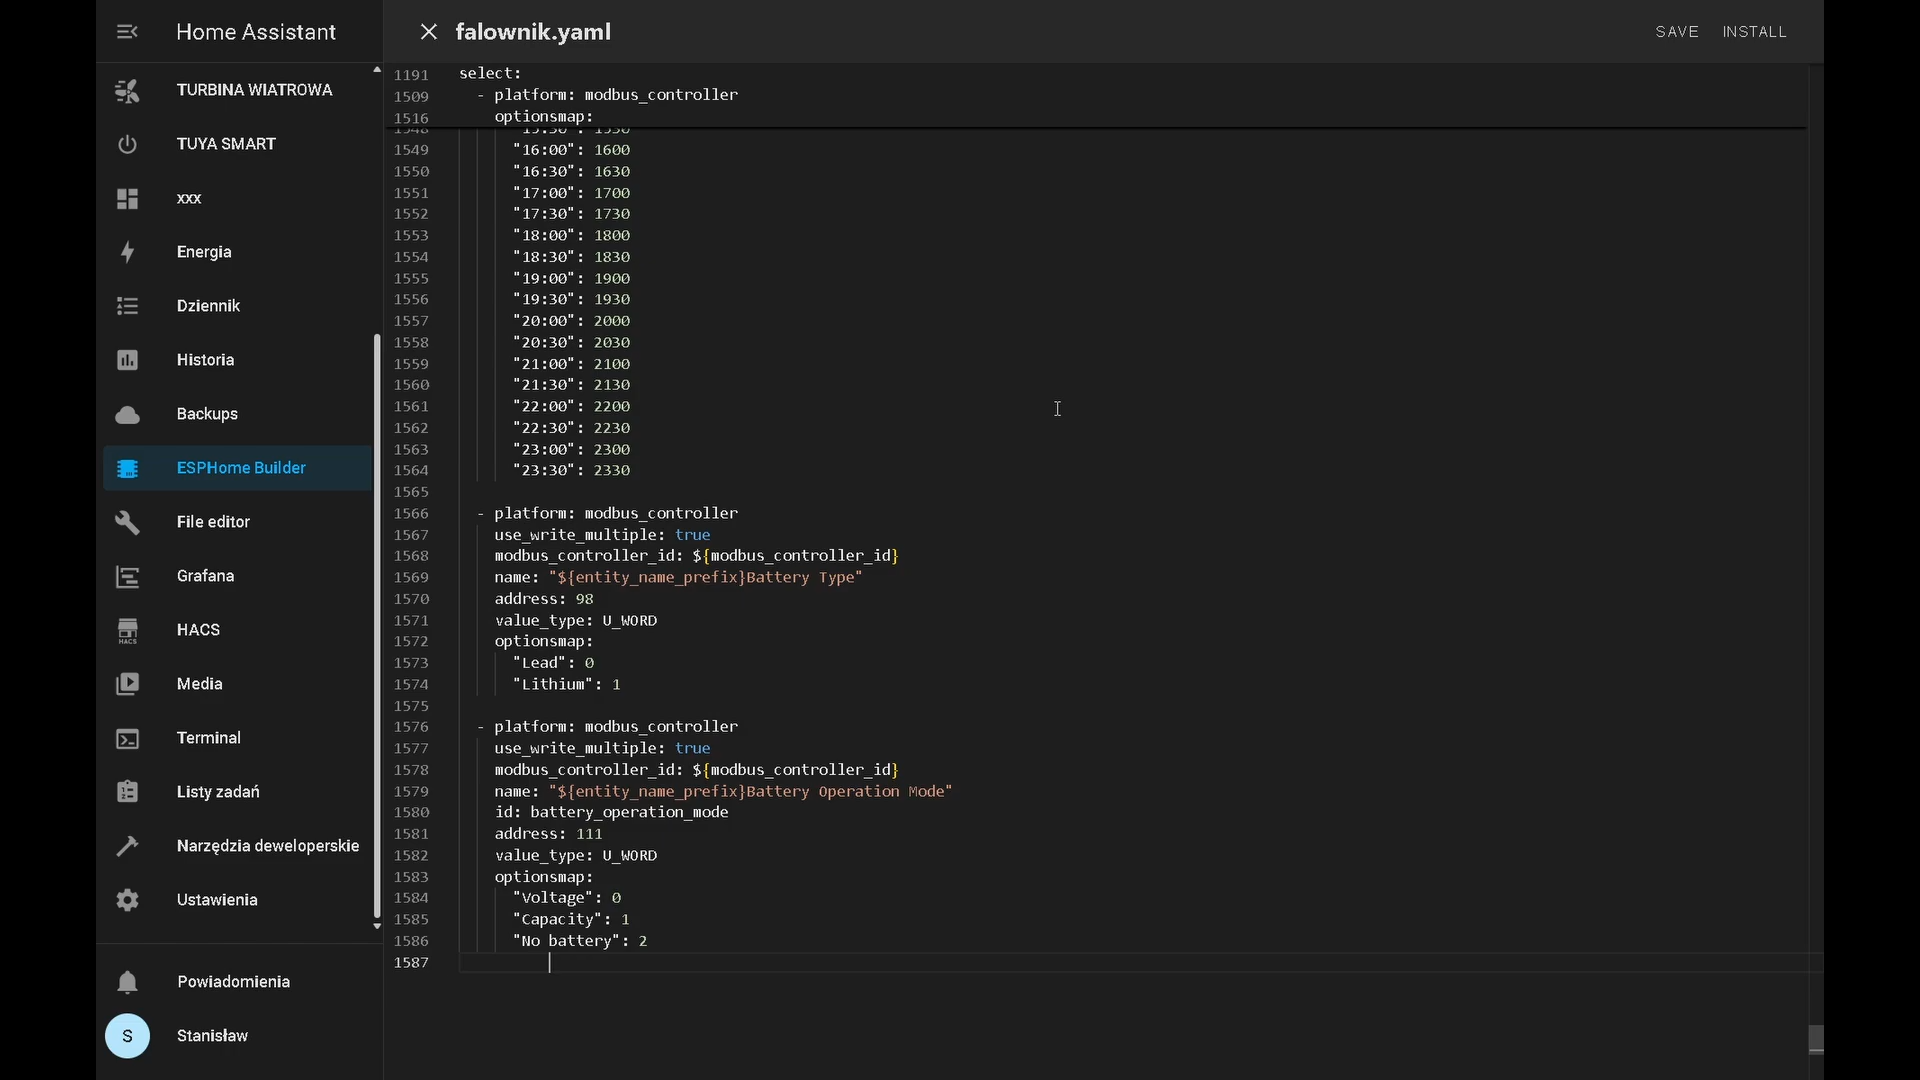 Home Assistant
TURBINA WIATROWA
TUYA SMART
xxx
Energia
Dziennik
Historia
Backups
ESPHome Builder
File editor
Grafana
HACS
HACS
Media
Terminal
Listy zadań
Narzędzia deweloperskie
Ustawienia
Powiadomienia
S Stanisław
falownik.yaml
SAVE INSTALL
1191 select:
1509 - platform: modbus_controller
1516 optionsmap:
1548 "15:30": 1530
1549 "16:00": 1600
1550 "16:30": 1630
1551 "17:00": 1700
1552 "17:30": 1730
1553 "18:00": 1800
1554 "18:30": 1830
1555 "19:00": 1900
1556 "19:30": 1930
1557 "20:00": 2000
1558 "20:30": 2030
1559 "21:00": 2100
1560 "21:30": 2130
1561 "22:00": 2200
1562 "22:30": 2230
1563 "23:00": 2300
1564 "23:30": 2330
1565
1566 - platform: modbus_controller
1567 use_write_multiple: true
1568 modbus_controller_id: ${modbus_controller_id}
1569 name: "${entity_name_prefix}Battery Type"
1570 address: 98
1571 value_type: U_WORD
1572 optionsmap:
1573 "Lead": 0
1574 "Lithium": 1
1575
1576 - platform: modbus_controller
1577 use_write_multiple: true
1578 modbus_controller_id: ${modbus_controller_id}
1579 name: "${entity_name_prefix}Battery Operation Mode"
1580 id: battery_operation_mode
1581 address: 111
1582 value_type: U_WORD
1583 optionsmap:
1584 "Voltage": 0
1585 "Capacity": 1
1586 "No battery": 2
1587